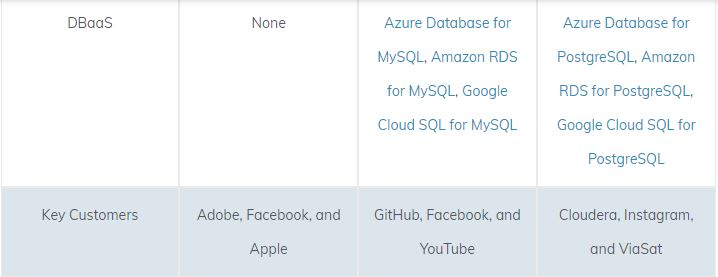 DBaaS
None
Azure Database for
MySQL, Amazon RDS
for MySQL, Google
Cloud SQL for MySQL
Azure Database for
PostgreSQL, Amazon
RDS for PostgreSQL,
Google Cloud SQL for
PostgreSQL
Key Customers
Adobe, Facebook, and
Apple
GitHub, Facebook, and
YouTube
Cloudera, Instagram,
and ViaSat